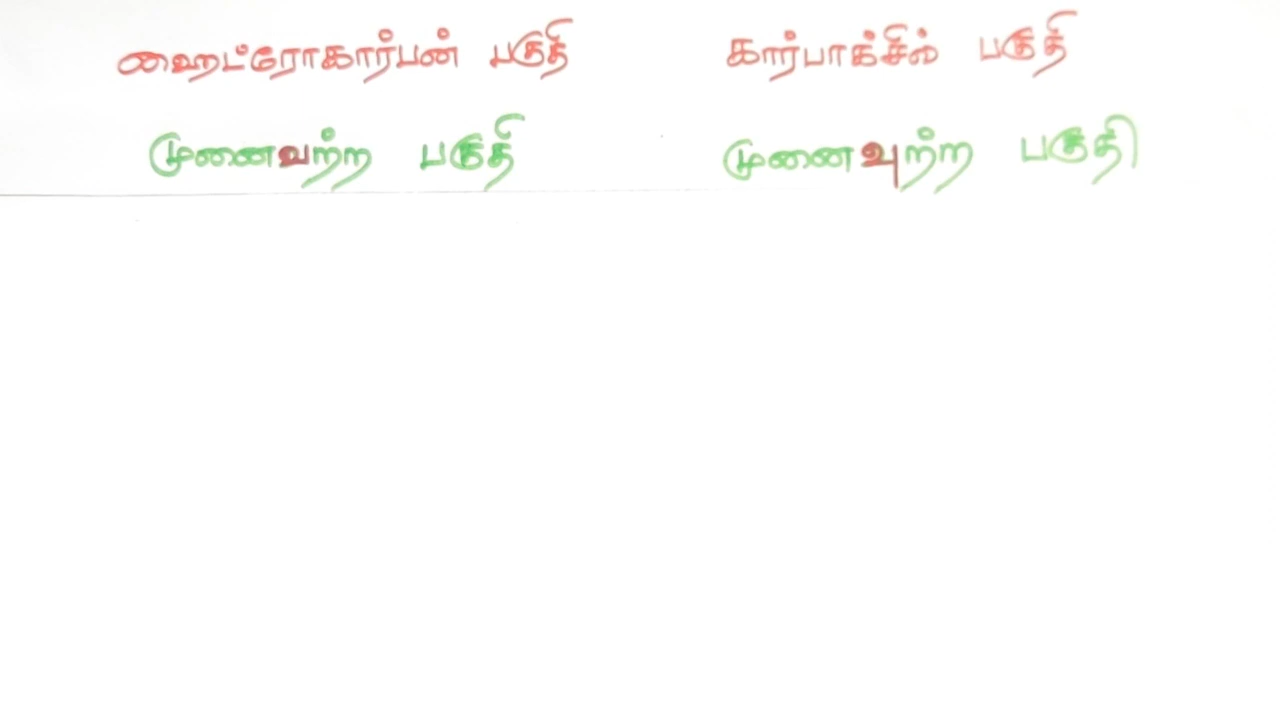 ஹைட்ரோகார்பன் பகுதி கார்பாக்சில் பகுதி
முனைவற்ற பகுதி முனைவுற்ற பகுதி